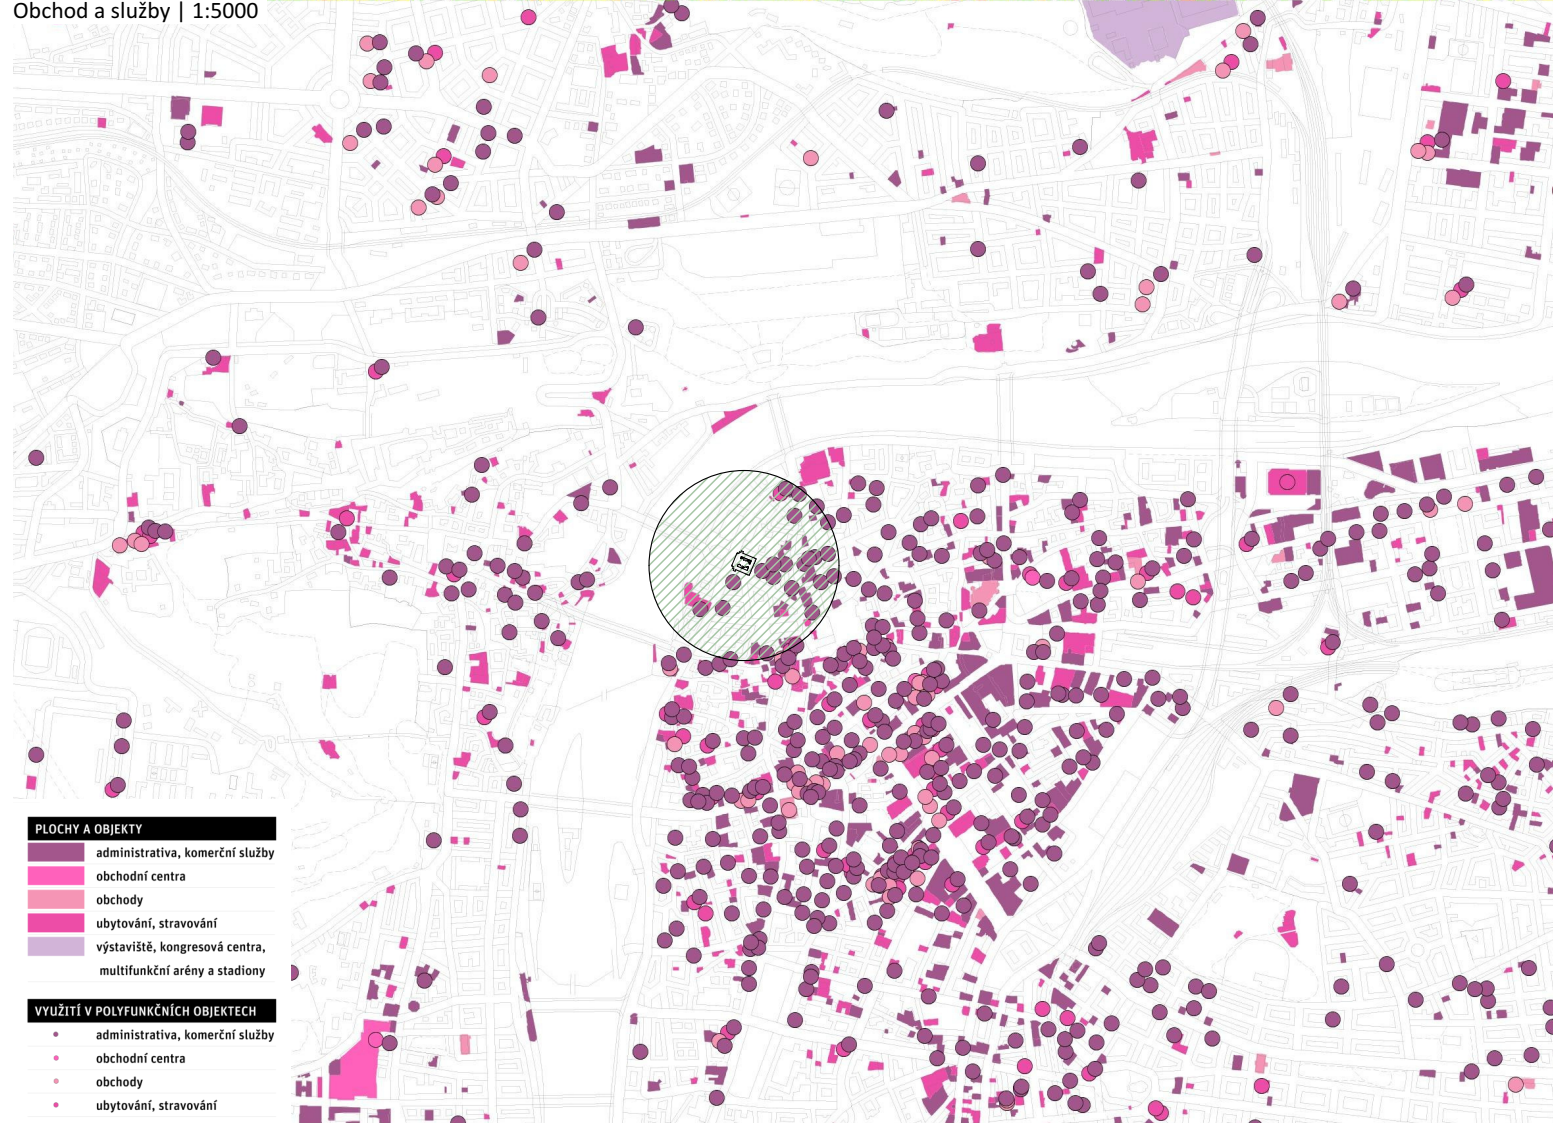 Obchod a služby | 1:5000
PLOCHY A OBJEKTY
administrativa, komerční služby
obchodní centra
obchody
ubytování, stravování
výstaviště, kongresová centra,
multifunkční arény a stadiony
VYUŽITÍ V POLYFUNKČNÍCH OBJEKTECH
administrativa, komerční služby
obchodní centra
obchody
ubytování, stravování